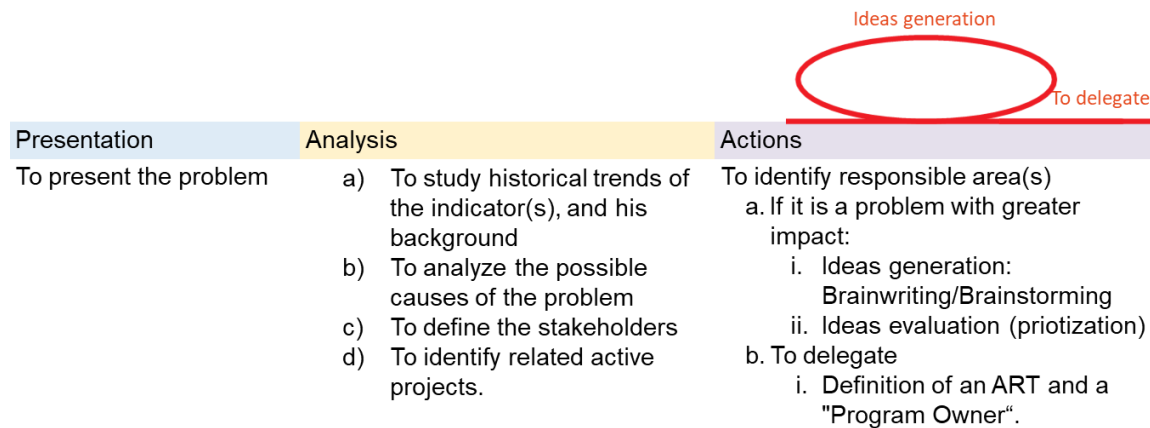 Ideas generation
To delegate
Presentation
Analysis
Actions
To present the problem
a) To study historical trends of
the indicator(s), and his
background
b) To analyze the possible
causes of the problem
c) To define the stakeholders
d) To identify related active
projects.
To identify responsible area(s)
a. If it is a problem with greater
impact:
i. Ideas generation:
Brainwriting/Brainstorming
ii. Ideas evaluation (priotization)
b. To delegate
i. Definition of an ART and a
"Program Owner“.